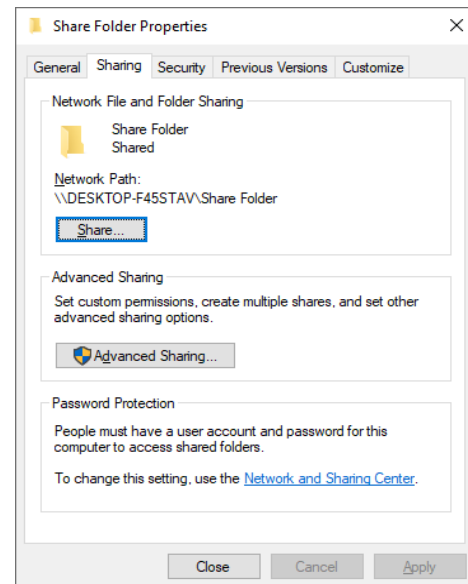 Share Folder Properties
General Sharing Security Previous Versions Customize
Network File and Folder Sharing
Share Folder
Shared
Network Path:
\\DESKTOP-F45STAV\Share Folder
Share...
Advanced Sharing
Set custom permissions, create multiple shares, and set other
advanced sharing options.
Advanced Sharing...
Password Protection
People must have a user account and password for this
computer to access shared folders.
To change this setting, use the Network and Sharing Center.
Close Cancel Apply